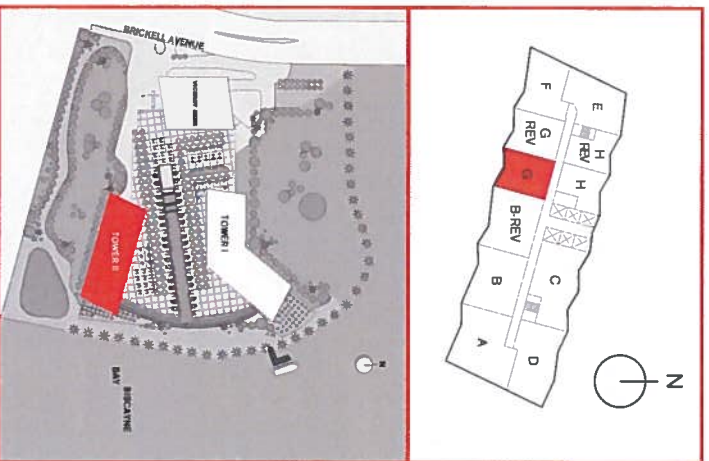 BRICKELL AVENUE
TOWER I
TOWER II
BISCAYNE
BAY
N
F
E
G
REV
H
REV
G
H
B-REV
B
C
A
D
N